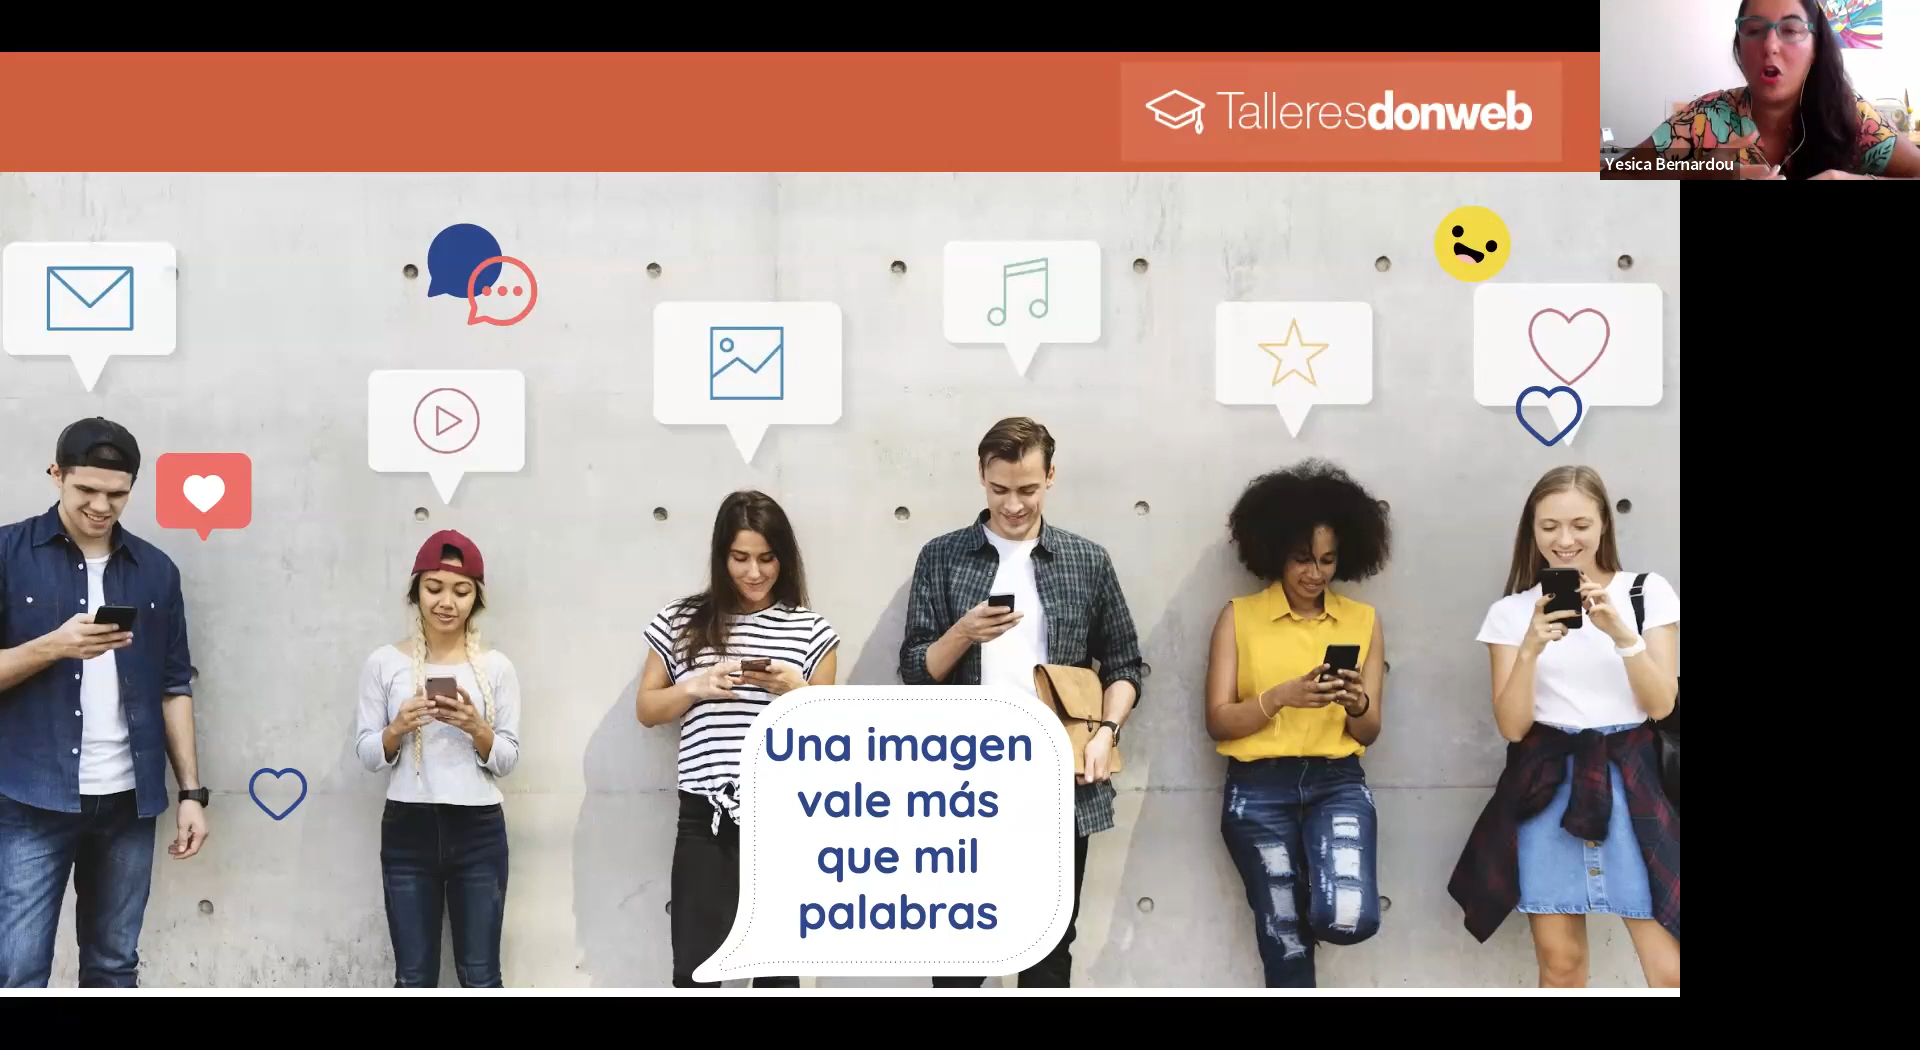 Talleresdonweb
Yesica Bernardou
Una imagen
vale más
que mil
palabras